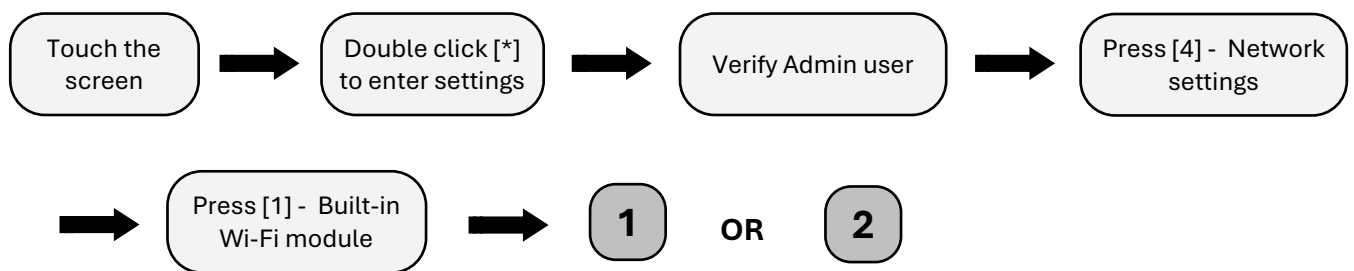 Touch the
screen
Double click [*]
to enter settings
Verify Admin user
Press [4] -  Network
settings
Press [1] -  Built-in
Wi-Fi module
1
OR
2